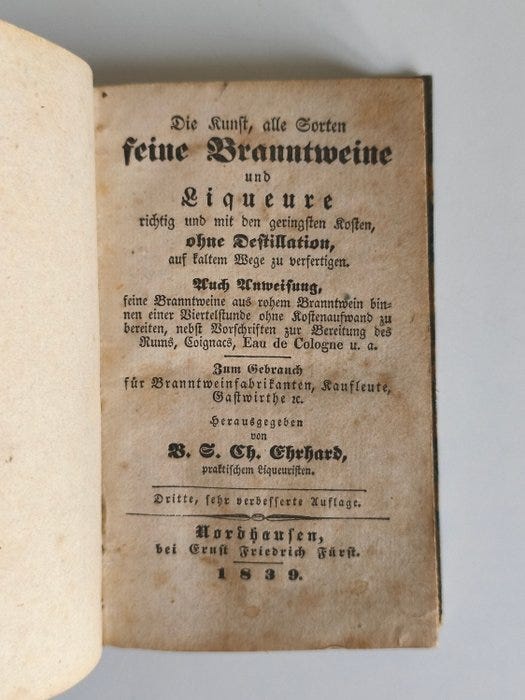 Die Kunst, alle Sorten
feine Branntweine
und
Liqueure
richtig und mit den geringsten Kosten,
ohne Destillation,
auf kaltem Wege zu verfertigen.
Auch Anweisung,
feine Branntweine aus rohem Branntwein bin-
nen einer Viertelstunde ohne Kostenaufwand zu
bereiten, nebst Vorschriften zur Bereitung des
Rums, Coignacs, Eau de Cologne u. a.
Zum Gebrauch
für Branntweinfabrikanten, Kaufleute,
Gastwirthe ꝛc.
Herausgegeben
von
B. S. Ch. Ehrhard,
praktischem Liqueuristen.
Dritte, sehr verbesserte Auflage.
Nordhausen,
bei Ernst Friedrich Fürst.
1839.